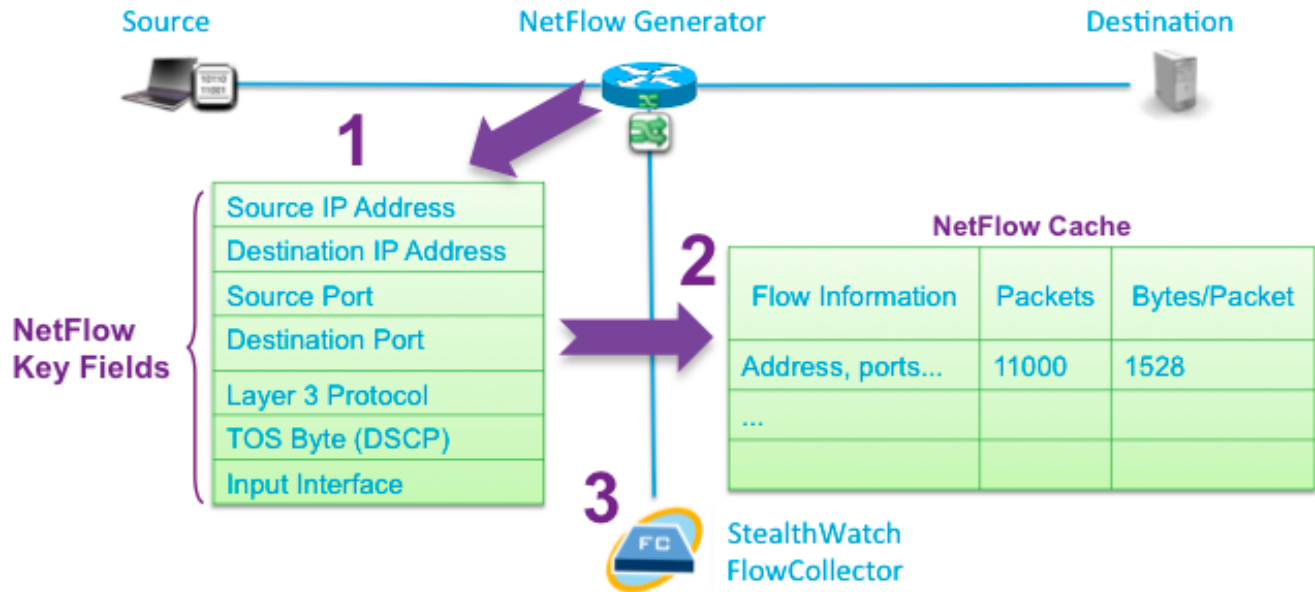 Source
NetFlow Generator
Destination
10110
11001
1
Source IP Address
Destination IP Address
Source Port
Destination Port
Layer 3 Protocol
TOS Byte (DSCP)
Input Interface
NetFlow
Key Fields
2
NetFlow Cache
Flow Information Packets Bytes/Packet
Address, ports... 11000 1528
...
3
FC
StealthWatch
FlowCollector